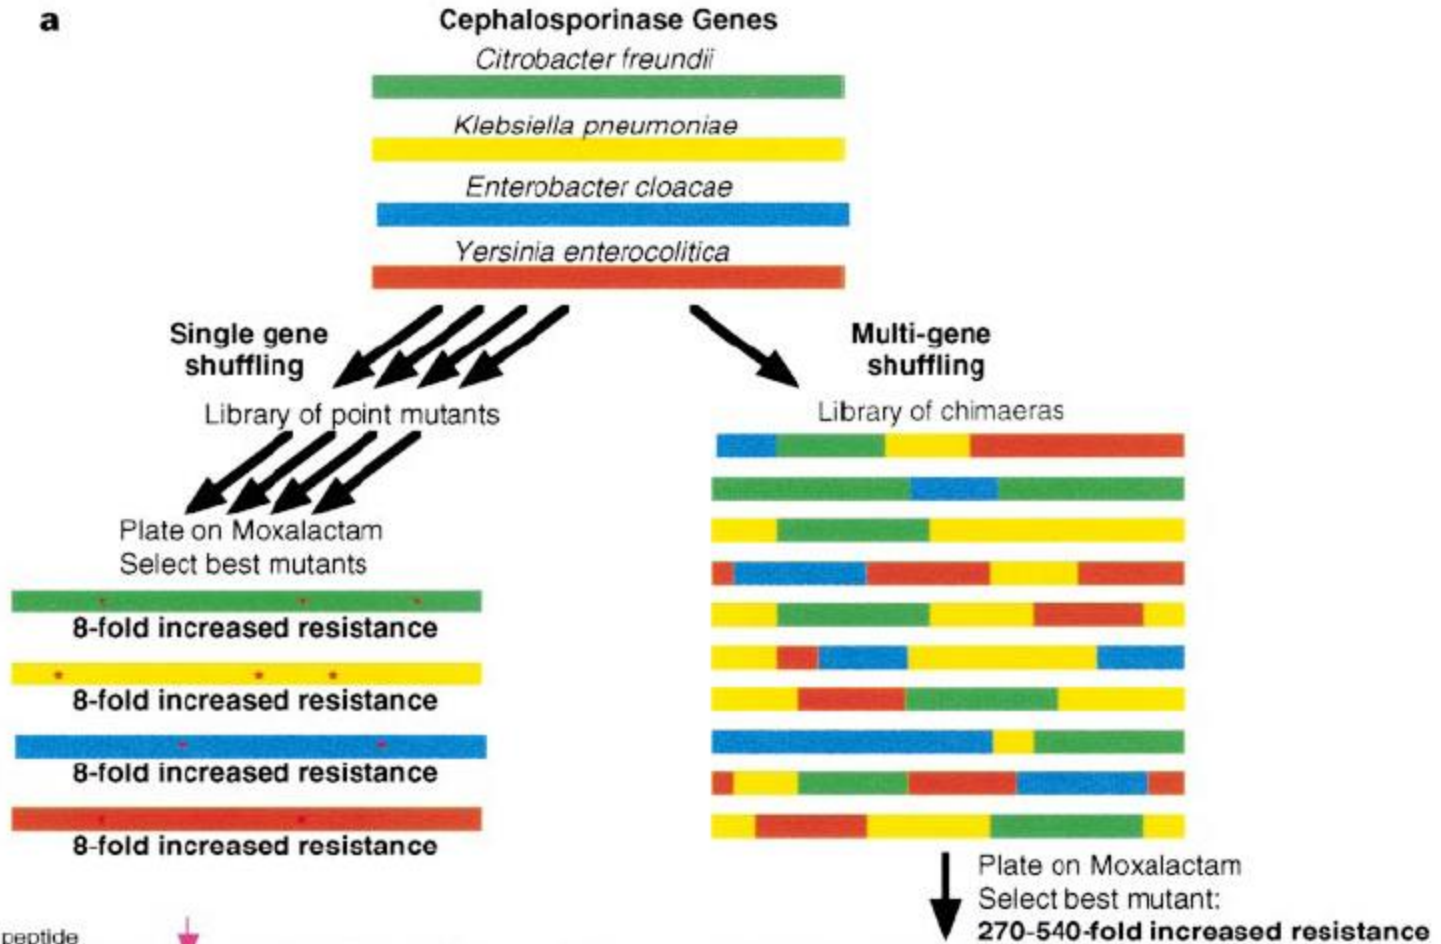 a
Cephalosporinase Genes
Citrobacter freundii
Klebsiella pneumoniae
Enterobacter cloacae
Yersinia enterocolitica
Single gene
shuffling
Library of point mutants
Plate on Moxalactam
Select best mutants
8-fold increased resistance
8-fold increased resistance
8-fold increased resistance
8-fold increased resistance
peptide
Multi-gene
shuffling
Library of chimaeras
Plate on Moxalactam
Select best mutant:
270-540-fold increased resistance